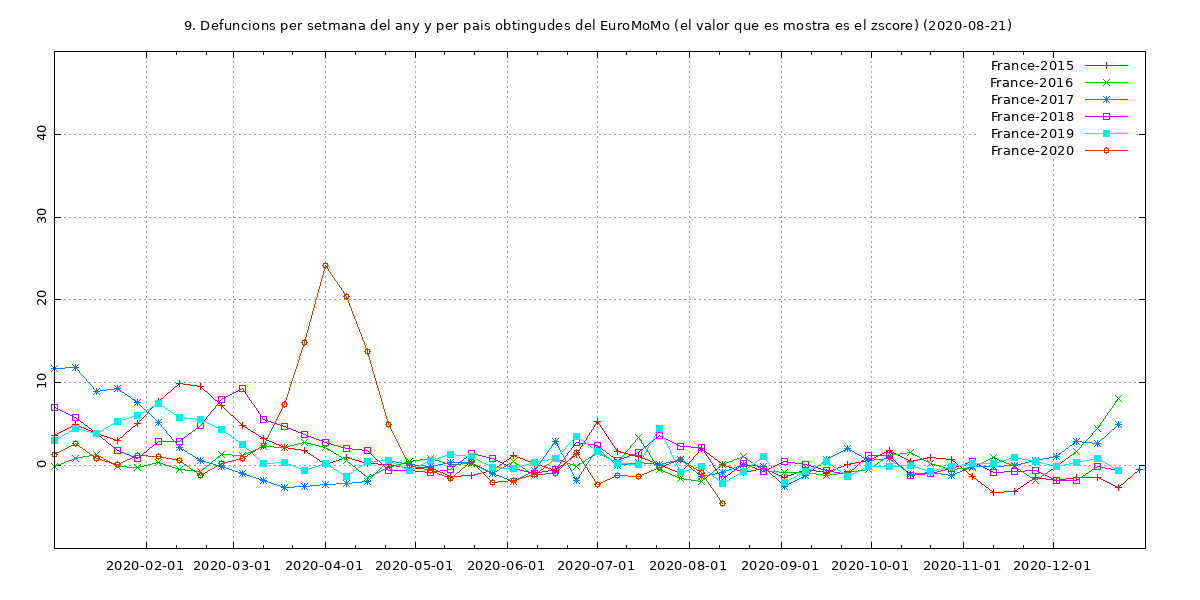 9. Defuncions per setmana del any y per pais obtingudes del EuroMoMo (el valor que es mostra es el zscore) (2020-08-21)
France-2015
France-2016
France-2017
France-2018
France-2019
France-2020
40
30
20
10
0
2020-02-01 2020-03-01 2020-04-01 2020-05-01 2020-06-01 2020-07-01 2020-08-01 2020-09-01 2020-10-01 2020-11-01 2020-12-01